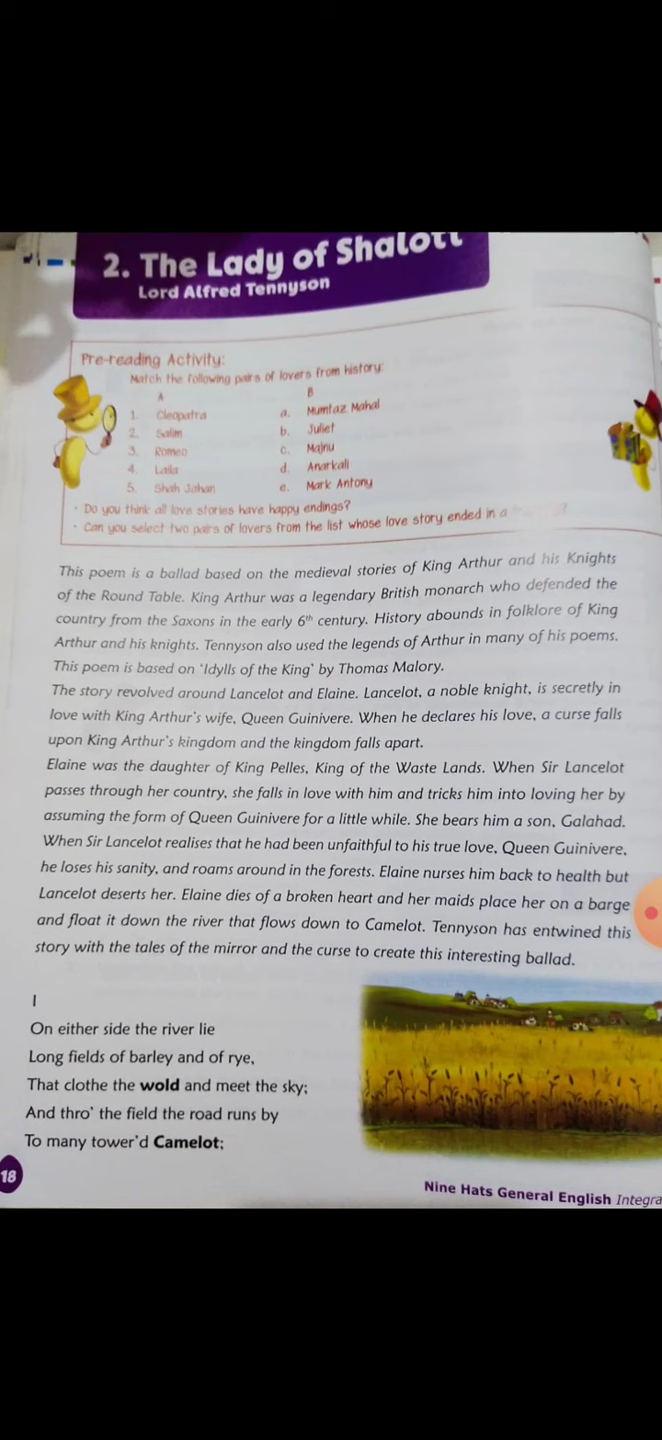 2. The Lady of Shalott
Lord Alfred Tennyson
Pre-reading Activity:
Match the following pairs of lovers from history:
A B
1. Cleopatra a. Mumtaz Mahal
2. Salim b. Juliet
3. Romeo c. Majnu
4. Laila d. Anarkali
5. Shah Jahan e. Mark Antony
· Do you think all love stories have happy endings?
· Can you select two pairs of lovers from the list whose love story ended in a
This poem is a ballad based on the medieval stories of King Arthur and his Knights
of the Round Table. King Arthur was a legendary British monarch who defended the
country from the Saxons in the early 6th century. History abounds in folklore of King
Arthur and his knights. Tennyson also used the legends of Arthur in many of his poems.
This poem is based on 'Idylls of the King' by Thomas Malory.
The story revolved around Lancelot and Elaine. Lancelot, a noble knight, is secretly in
love with King Arthur's wife, Queen Guinivere. When he declares his love, a curse falls
upon King Arthur's kingdom and the kingdom falls apart.
Elaine was the daughter of King Pelles, King of the Waste Lands. When Sir Lancelot
passes through her country, she falls in love with him and tricks him into loving her by
assuming the form of Queen Guinivere for a little while. She bears him a son, Galahad.
When Sir Lancelot realises that he had been unfaithful to his true love, Queen Guinivere,
he loses his sanity, and roams around in the forests. Elaine nurses him back to health but
Lancelot deserts her. Elaine dies of a broken heart and her maids place her on a barge
and float it down the river that flows down to Camelot. Tennyson has entwined this
story with the tales of the mirror and the curse to create this interesting ballad.
I
On either side the river lie
Long fields of barley and of rye,
That clothe the wold and meet the sky;
And thro' the field the road runs by
To many tower'd Camelot;
18
Nine Hats General English Integra